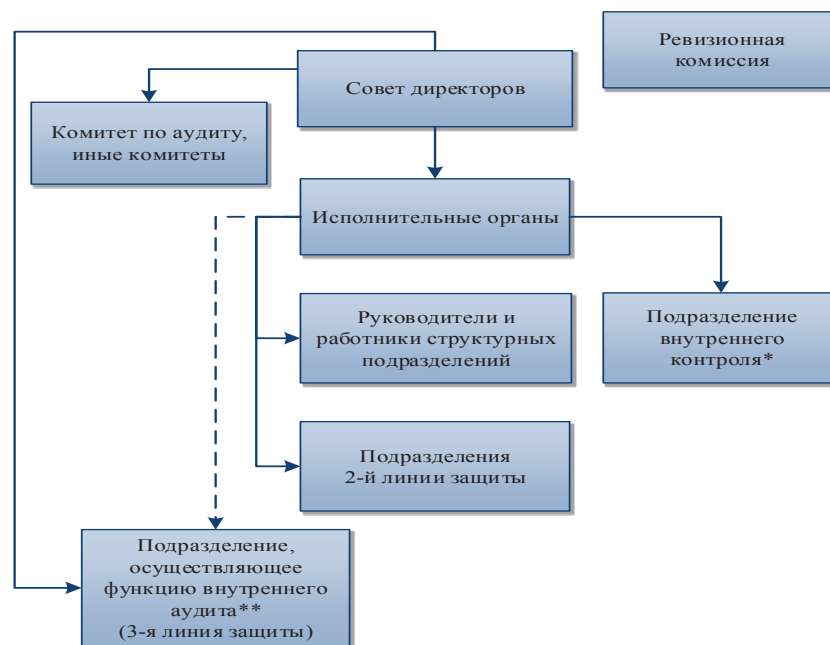 Ревизионная
комиссия
Совет директоров
Комитет по аудиту,
иные комитеты
Исполнительные органы
Руководители и
работники структурных
подразделений
Подразделение
внутреннего
контроля*
Подразделения
2-й линии защиты
Подразделение,
осуществляющее
функцию внутреннего
аудита**
(3-я линия защиты)